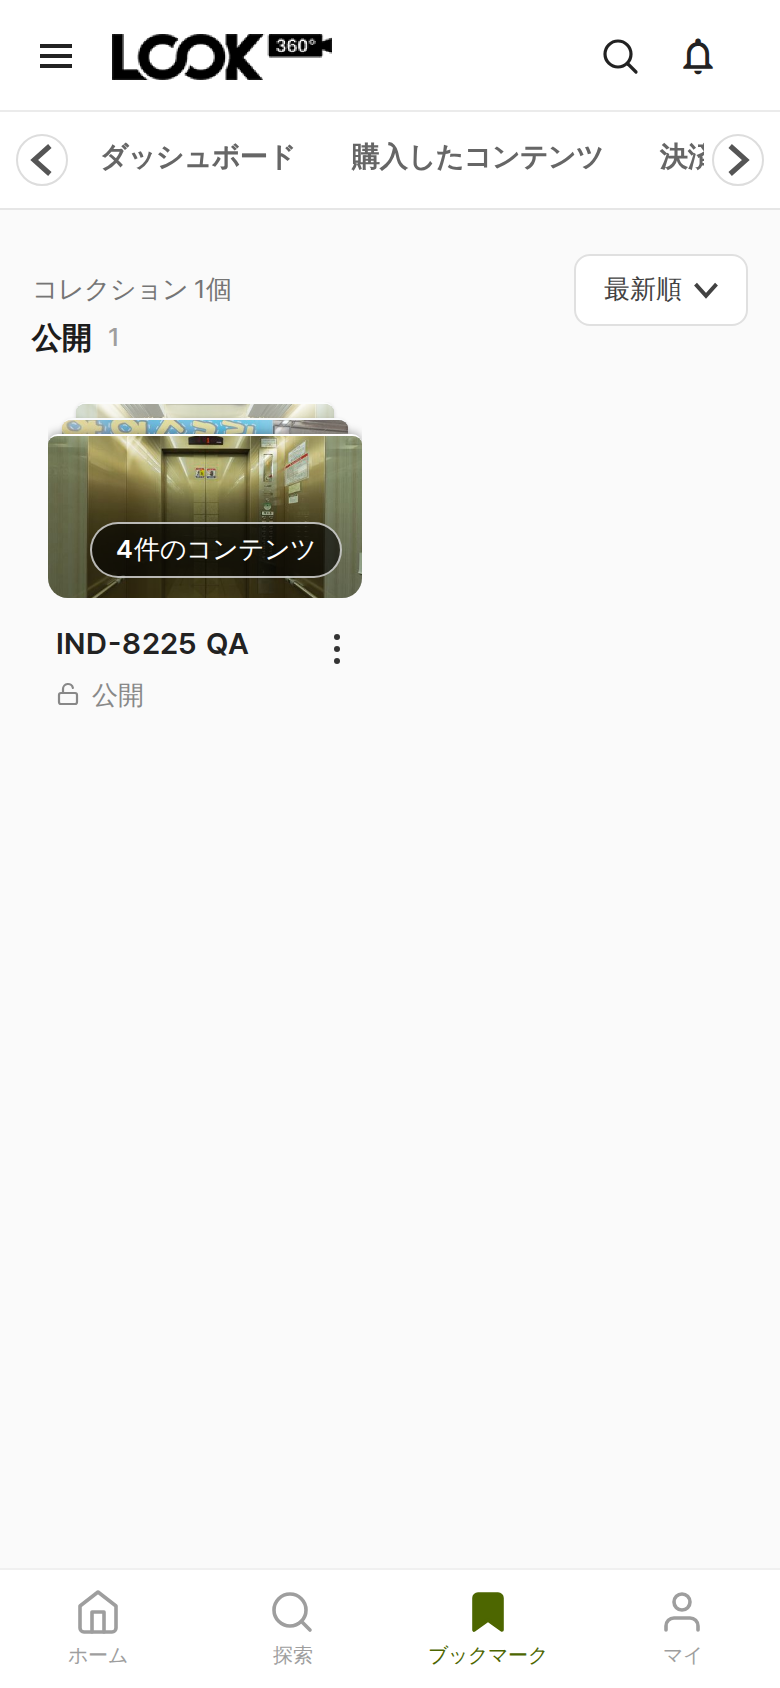 LOOK 360°
ダッシュボード 購入したコンテンツ 決済
コレクション 1個
最新順
公開 1
4件のコンテンツ
IND-8225 QA
公開
ホーム 探索 ブックマーク マイ